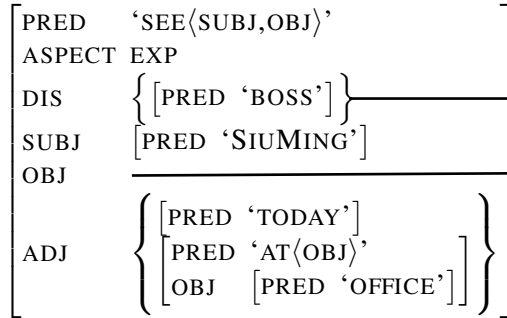 PRED ‘SEE⟨SUBJ,OBJ⟩’
ASPECT EXP
DIS {[PRED ‘BOSS’]}
SUBJ [PRED ‘SIUMING’]
OBJ
[PRED ‘TODAY’]
ADJ [PRED ‘AT⟨OBJ⟩’
OBJ [PRED ‘OFFICE’]]